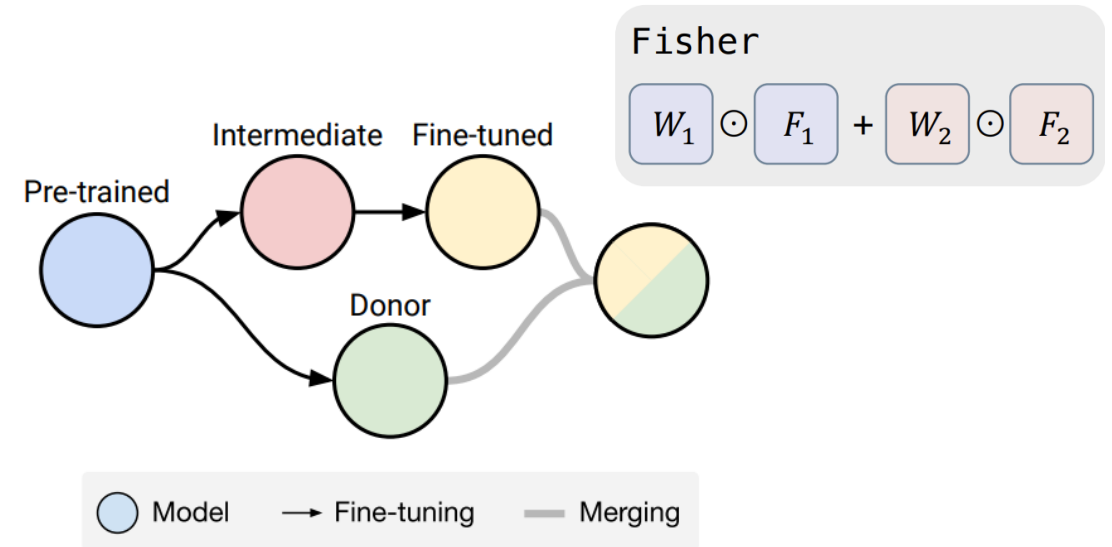 Fisher
W₁ ⊙ F₁ + W₂ ⊙ F₂
Intermediate
Fine-tuned
Pre-trained
Donor
Model
Fine-tuning
Merging